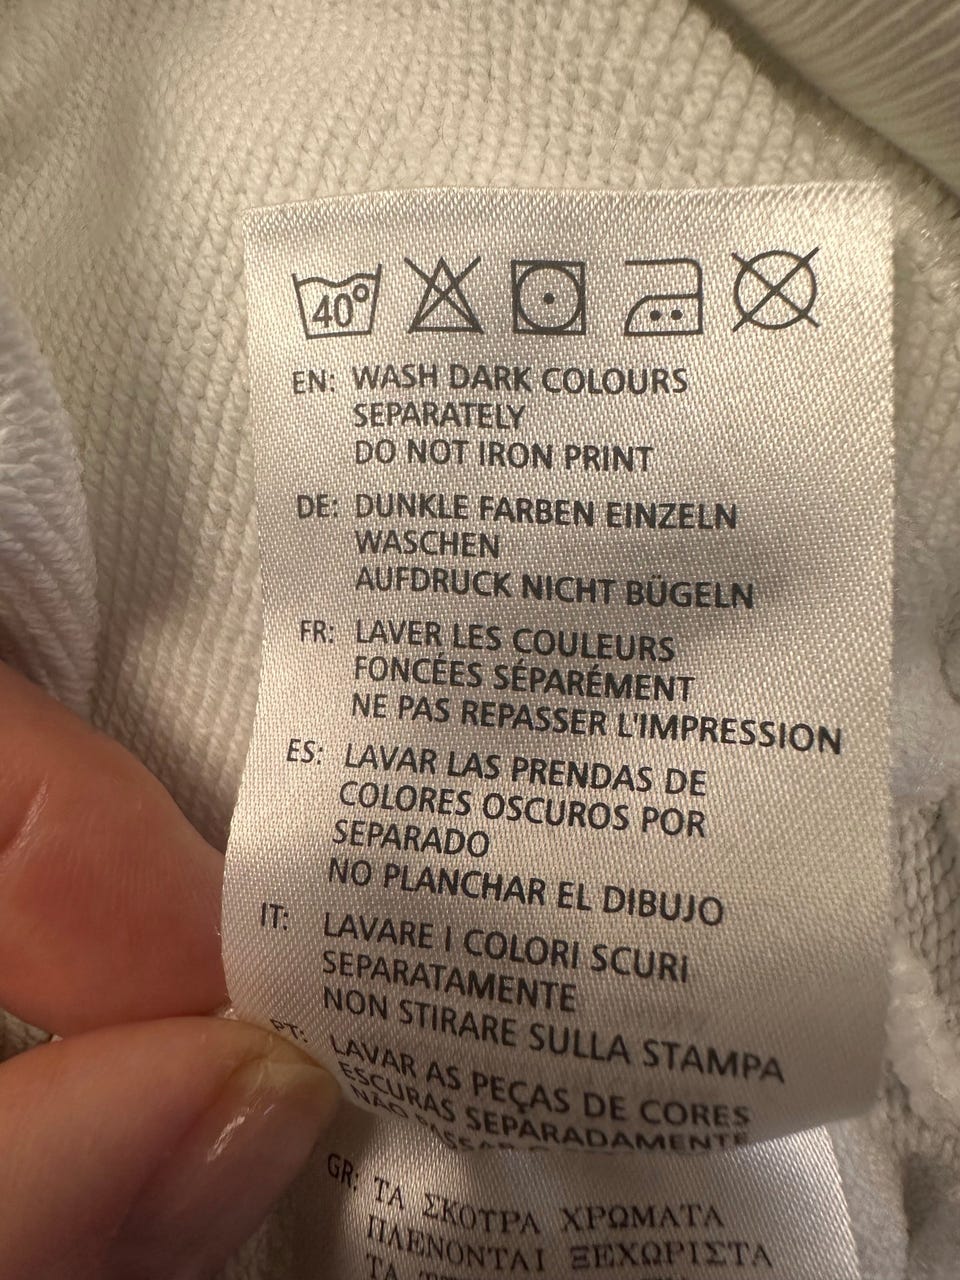 40°
EN: WASH DARK COLOURS
SEPARATELY
DO NOT IRON PRINT
DE: DUNKLE FARBEN EINZELN
WASCHEN
AUFDRUCK NICHT BÜGELN
FR: LAVER LES COULEURS
FONCÉES SÉPARÉMENT
NE PAS REPASSER L'IMPRESSION
ES: LAVAR LAS PRENDAS DE
COLORES OSCUROS POR
SEPARADO
NO PLANCHAR EL DIBUJO
IT: LAVARE I COLORI SCURI
SEPARATAMENTE
NON STIRARE SULLA STAMPA
PT: LAVAR AS PEÇAS DE CORES
ESCURAS SEPARADAMENTE
NÃO
GR: ΤΑ ΣΚΟΤΡΑ ΧΡΩΜΑΤΑ
ΠΛΕΝΟΝΤΑΙ ΞΕΧΩΡΙΣΤΑ
ΤΑ